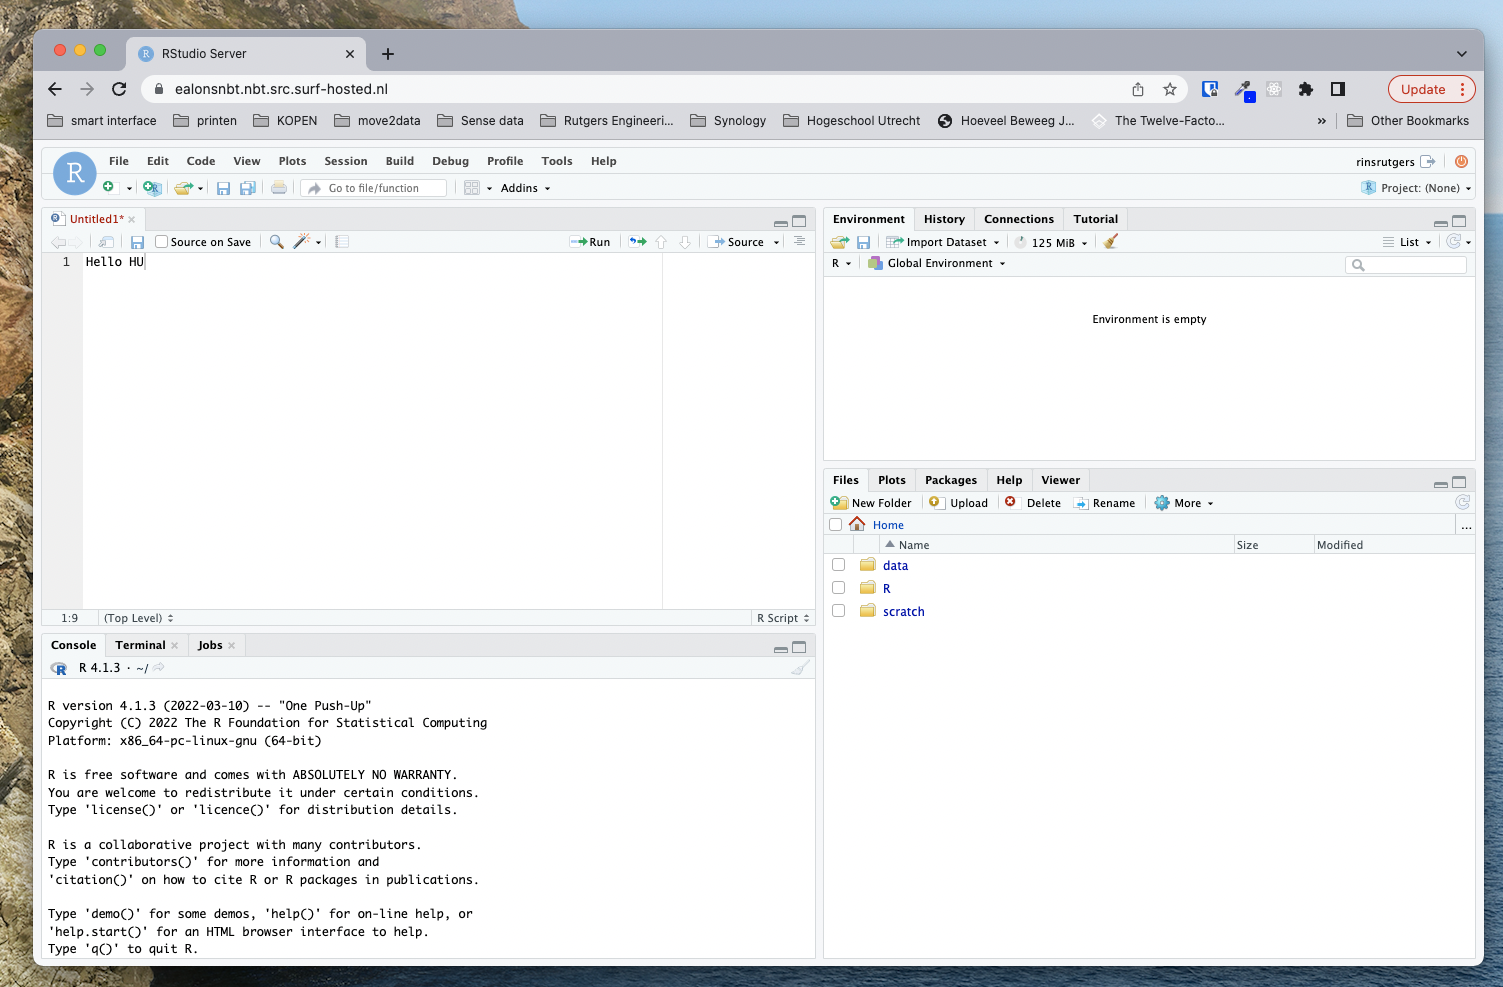 RStudio Server
ealonsnbt.nbt.src.surf-hosted.nl
Update
smart interface printen KOPEN move2data Sense data Rutgers Engineeri... Synology Hogeschool Utrecht Hoeveel Beweeg J... The Twelve-Facto... » Other Bookmarks
R File Edit Code View Plots Session Build Debug Profile Tools Help rinsrutgers
Go to file/function Addins R Project: (None)
Untitled1*
Source on Save Run Source
1 Hello HU
1:9 (Top Level) R Script
Console Terminal Jobs
R R 4.1.3 · ~/
R version 4.1.3 (2022-03-10) -- "One Push-Up"
Copyright (C) 2022 The R Foundation for Statistical Computing
Platform: x86_64-pc-linux-gnu (64-bit)
R is free software and comes with ABSOLUTELY NO WARRANTY.
You are welcome to redistribute it under certain conditions.
Type 'license()' or 'licence()' for distribution details.
R is a collaborative project with many contributors.
Type 'contributors()' for more information and
'citation()' on how to cite R or R packages in publications.
Type 'demo()' for some demos, 'help()' for on-line help, or
'help.start()' for an HTML browser interface to help.
Type 'q()' to quit R.
Environment History Connections Tutorial
Import Dataset 125 MiB List
R Global Environment
Environment is empty
Files Plots Packages Help Viewer
New Folder Upload Delete Rename More
Home ...
Name Size Modified
data
R
scratch